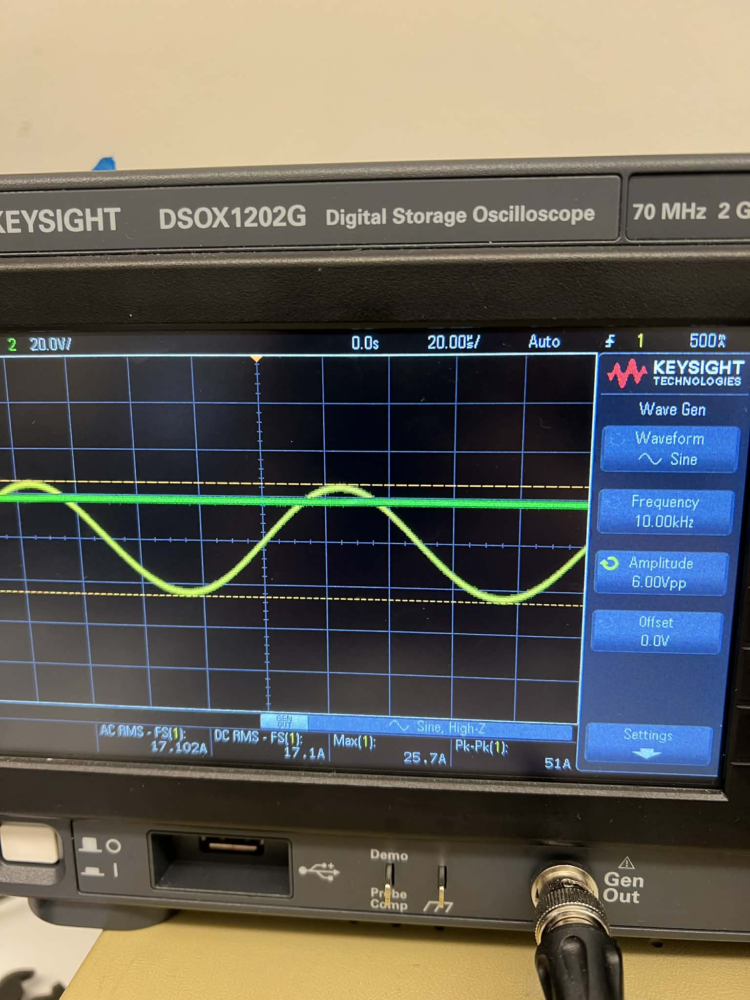 KEYSIGHT DSOX1202G Digital Storage Oscilloscope 70 MHz 2 G
2 20.0V/ 0.0s 20.00µs/ Auto 1 500mA
KEYSIGHT
TECHNOLOGIES
Wave Gen
Waveform
Sine
Frequency
10.00kHz
Amplitude
6.00Vpp
Offset
0.0V
Settings
GEN
OUT
Sine, High-Z
AC RMS - FS(1):
17.102A
DC RMS - FS(1):
17.1A
Max(1):
25.7A
Pk-Pk(1):
51A
Demo
Probe
Comp
Gen
Out